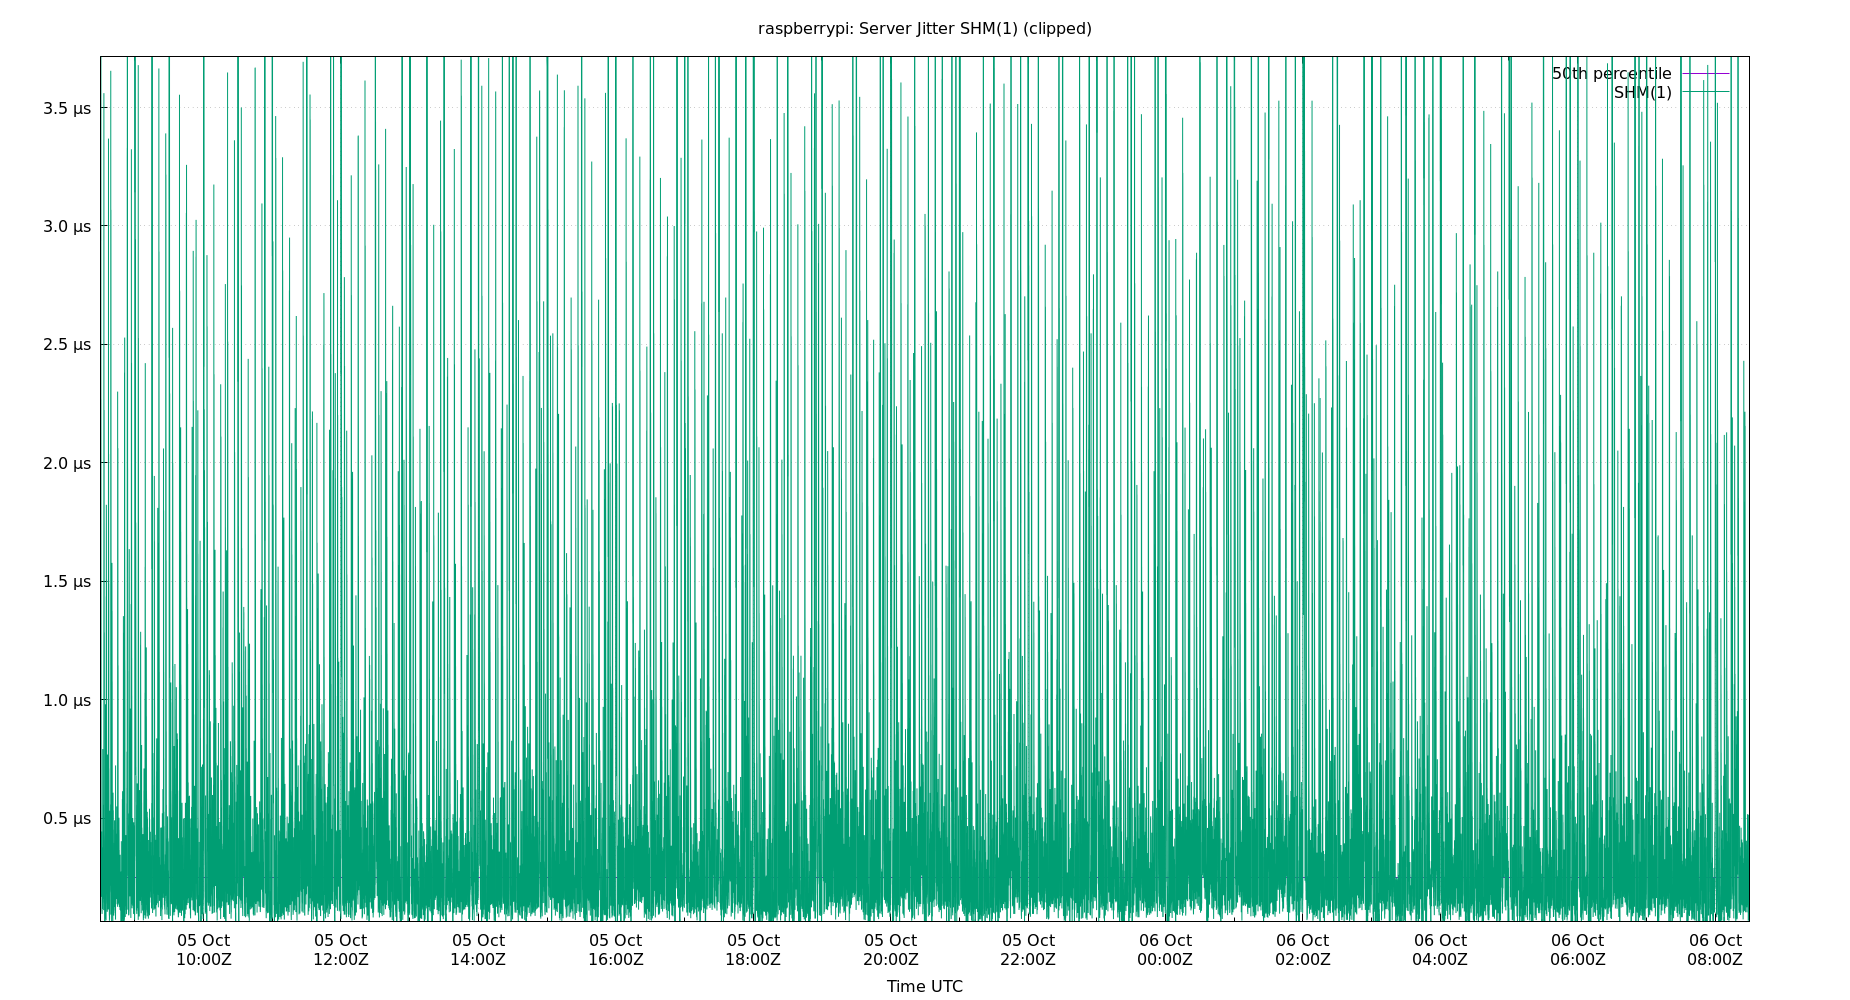 raspberrypi: Server Jitter SHM(1) (clipped)
50th percentile
SHM(1)
3.5 µs
3.0 µs
2.5 µs
2.0 µs
1.5 µs
1.0 µs
0.5 µs
05 Oct 05 Oct 05 Oct 05 Oct 05 Oct 05 Oct 05 Oct 06 Oct 06 Oct 06 Oct 06 Oct 06 Oct
10:00Z 12:00Z 14:00Z 16:00Z 18:00Z 20:00Z 22:00Z 00:00Z 02:00Z 04:00Z 06:00Z 08:00Z
Time UTC